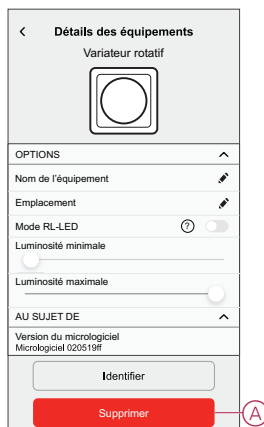 Détails des équipements
Variateur rotatif
OPTIONS
Nom de l'équipement
Emplacement
Mode RL-LED ?
Luminosité minimale
Luminosité maximale
AU SUJET DE
Version du micrologiciel
Micrologiciel 020519ff
Identifier
Supprimer A